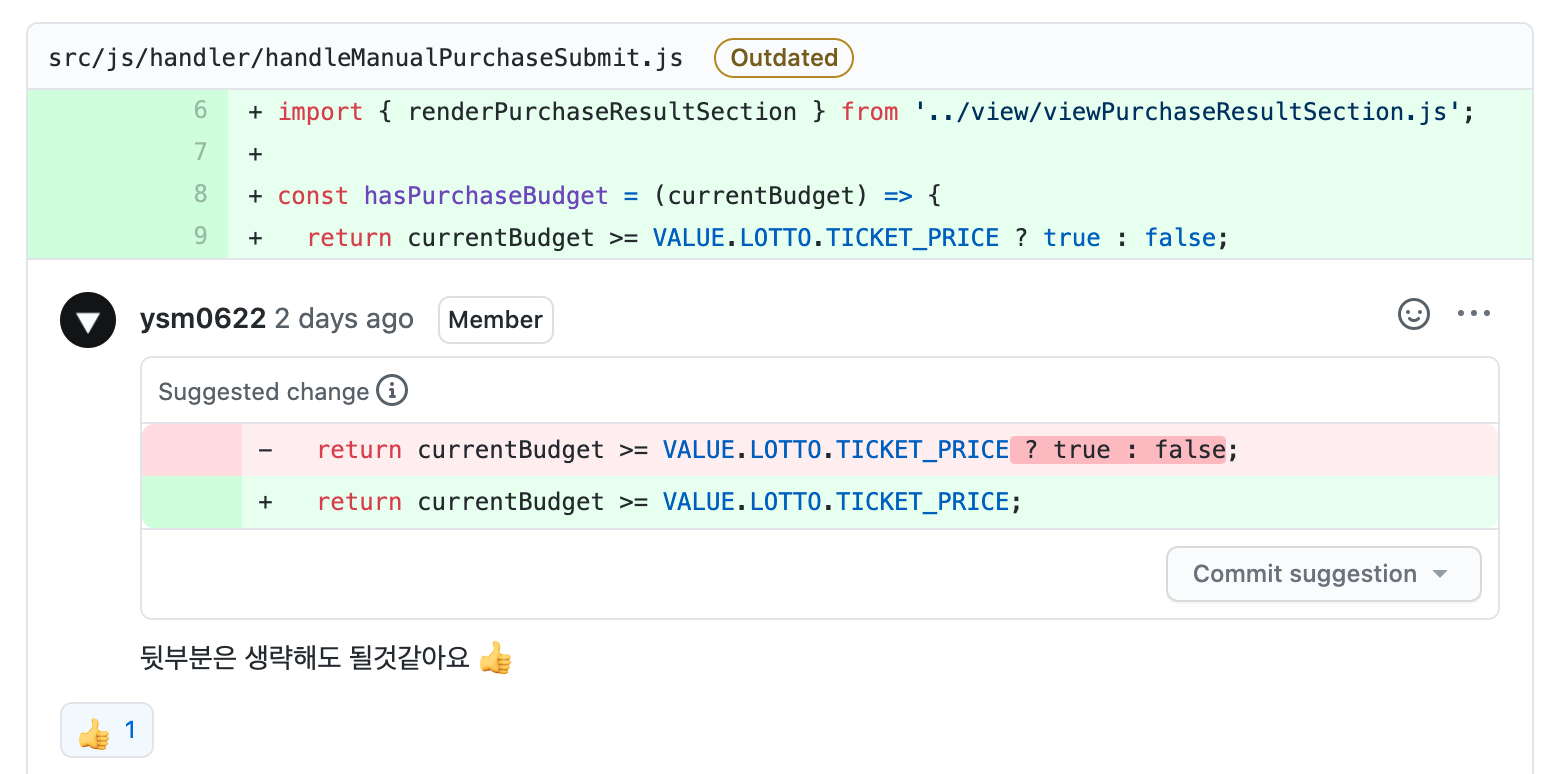 src/js/handler/handleManualPurchaseSubmit.js Outdated
6 + import { renderPurchaseResultSection } from '../view/viewPurchaseResultSection.js';
7 +
8 + const hasPurchaseBudget = (currentBudget) => {
9 + return currentBudget >= VALUE.LOTTO.TICKET_PRICE ? true : false;
ysm0622 2 days ago Member
Suggested change
- return currentBudget >= VALUE.LOTTO.TICKET_PRICE ? true : false;
+ return currentBudget >= VALUE.LOTTO.TICKET_PRICE;
Commit suggestion
뒷부분은 생략해도 될것같아요 👍
👍 1